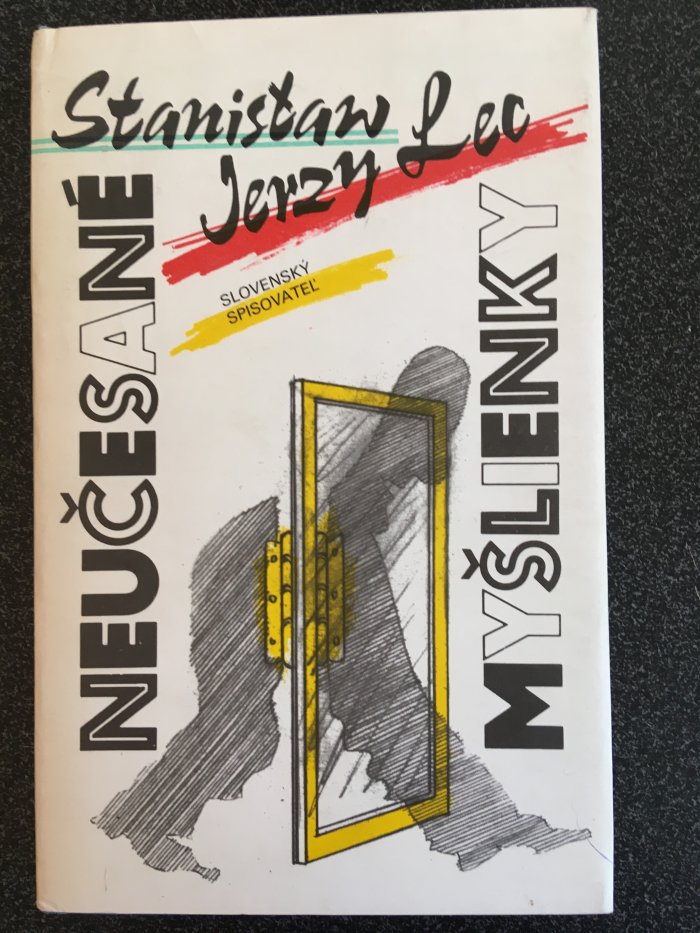 Stanisław
Jerzy Lec
SLOVENSKÝ
SPISOVATEĽ
NEUČESANÉ
MYŠLIENKY